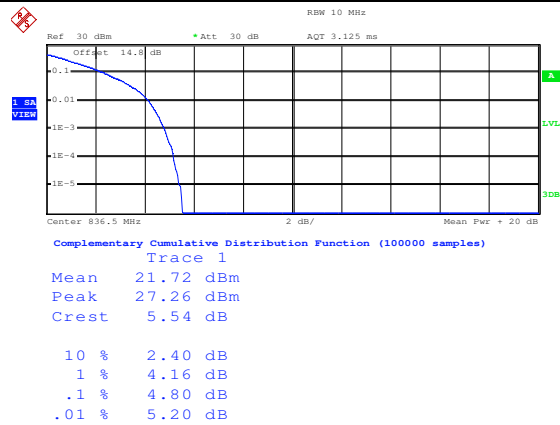 R S
RBW 10 MHz
Ref 30 dBm * Att 30 dB AQT 3.125 ms
Offset 14.8 dB
A
0.1
1 SA
VIEW
0.01
LVL
1E-3
1E-4
1E-5
3DB
Center 836.5 MHz 2 dB/ Mean Pwr + 20 dB
Complementary Cumulative Distribution Function (100000 samples)
Trace 1
Mean 21.72 dBm
Peak 27.26 dBm
Crest 5.54 dB
10 % 2.40 dB
1 % 4.16 dB
.1 % 4.80 dB
.01 % 5.20 dB